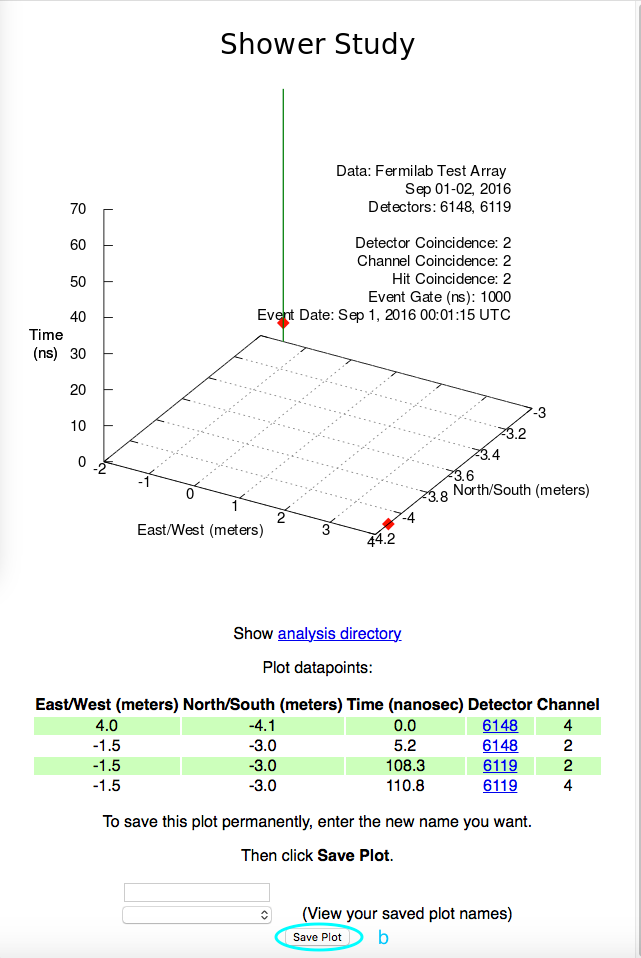 Shower Study
Data: Fermilab Test Array
Sep 01-02, 2016
Detectors: 6148, 6119
Detector Coincidence: 2
Channel Coincidence: 2
Hit Coincidence: 2
Event Gate (ns): 1000
Event Date: Sep 1, 2016 00:01:15 UTC
70
60
50
40
Time
(ns)
30
20
10
0
-2
-1
0
1
2
3
4
East/West (meters)
-3
-3.2
-3.4
-3.6
-3.8
-4
-4.2
North/South (meters)
Show analysis directory
Plot datapoints:
East/West (meters) North/South (meters) Time (nanosec) Detector Channel
4.0 -4.1 0.0 6148 4
-1.5 -3.0 5.2 6148 2
-1.5 -3.0 108.3 6119 2
-1.5 -3.0 110.8 6119 4
To save this plot permanently, enter the new name you want.
Then click Save Plot.
(View your saved plot names)
Save Plot b